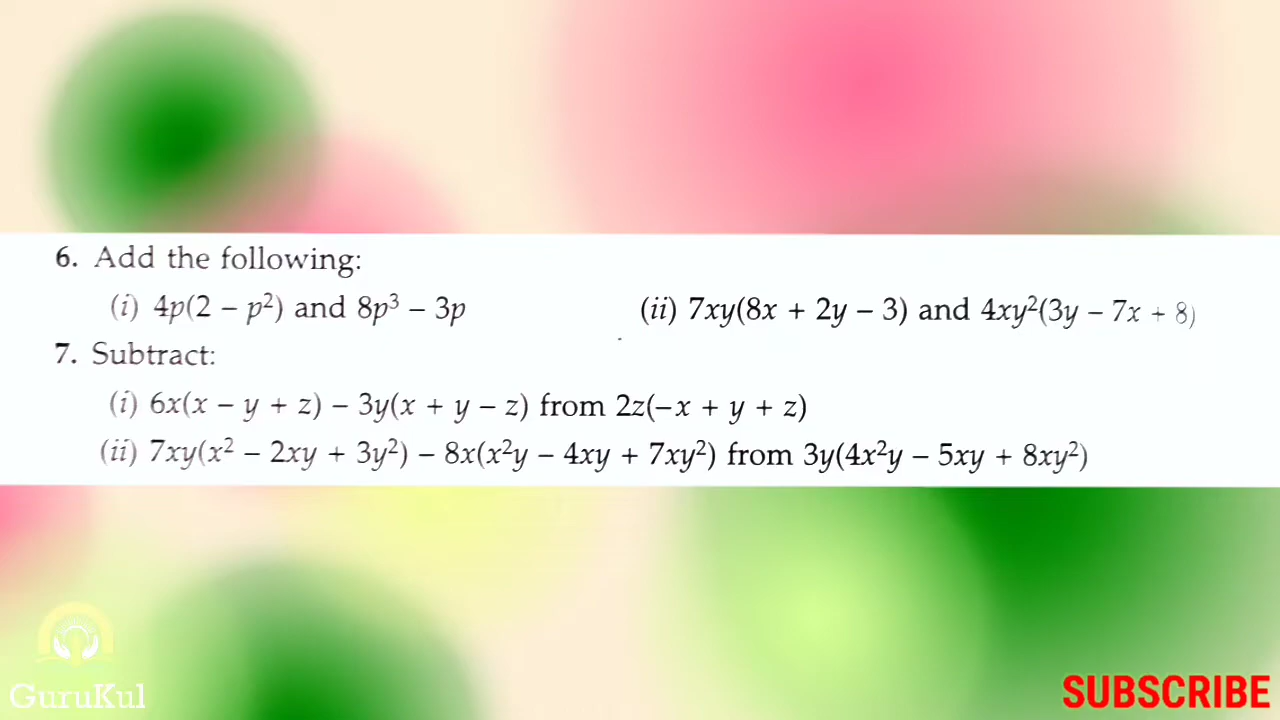 6. Add the following:
(i) 4p(2 – p²) and 8p³ – 3p (ii) 7xy(8x + 2y – 3) and 4xy²(3y – 7x + 8)
7. Subtract:
(i) 6x(x – y + z) – 3y(x + y – z) from 2z(–x + y + z)
(ii) 7xy(x² – 2xy + 3y²) – 8x(x²y – 4xy + 7xy²) from 3y(4x²y – 5xy + 8xy²)
GuruKul
SUBSCRIBE